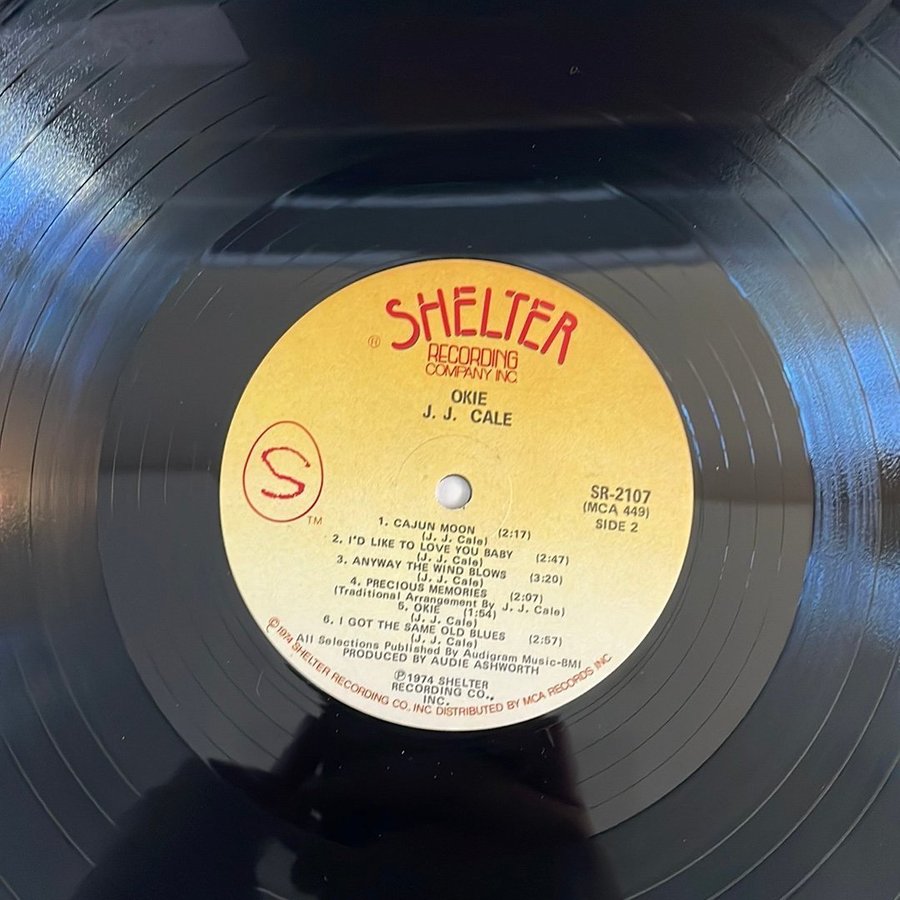 SHELTER
®
RECORDING
COMPANY INC.
OKIE
J. J. CALE
S
TM
SR-2107
(MCA 449)
SIDE 2
1. CAJUN MOON (2:17)
(J. J. Cale)
2. I'D LIKE TO LOVE YOU BABY (2:47)
(J. J. Cale)
3. ANYWAY THE WIND BLOWS (3:20)
(J. J. Cale)
4. PRECIOUS MEMORIES (2:07)
(Traditional Arrangement By J. J. Cale)
5. OKIE (1:54)
(J. J. Cale)
6. I GOT THE SAME OLD BLUES (2:57)
(J. J. Cale)
All Selections Published By Audigram Music-BMI
PRODUCED BY AUDIE ASHWORTH
℗1974 SHELTER
RECORDING CO.,
INC.
©1974 SHELTER RECORDING CO., INC DISTRIBUTED BY MCA RECORDS INC